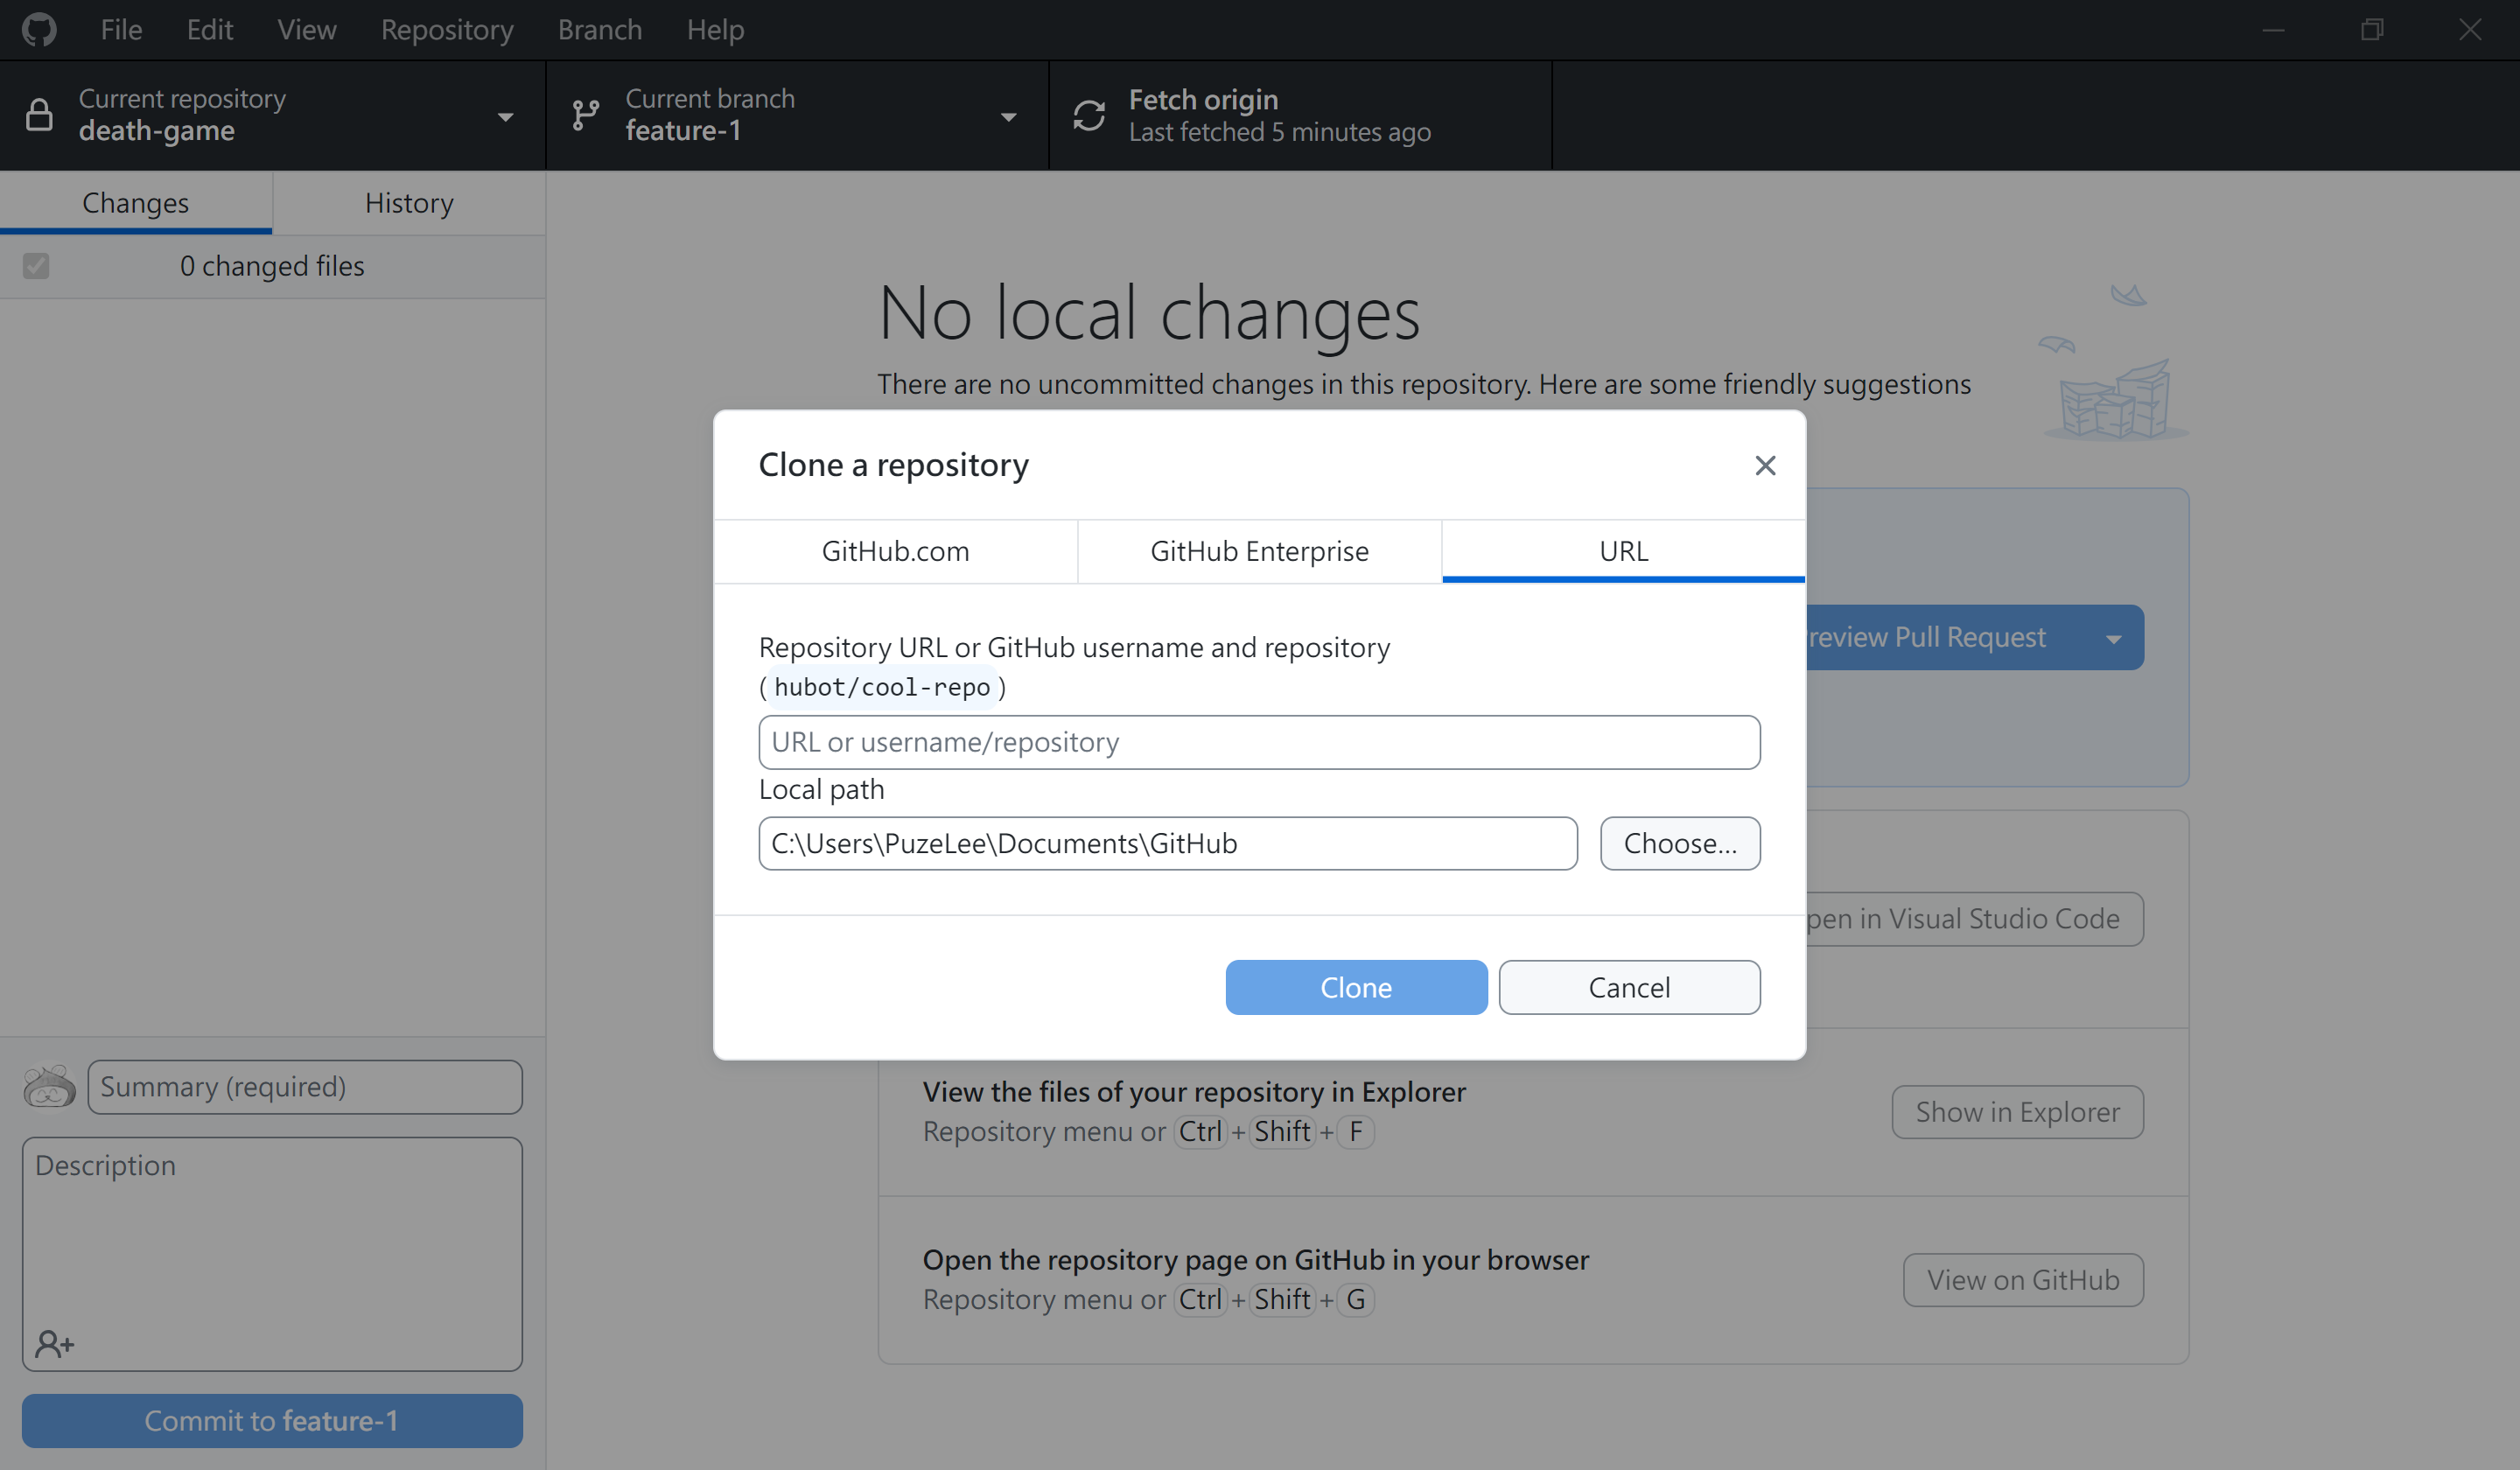 File Edit View Repository Branch Help
Current repository
death-game
Current branch
feature-1
Fetch origin
Last fetched 5 minutes ago
Changes
History
0 changed files
No local changes
There are no uncommitted changes in this repository. Here are some friendly suggestions
Clone a repository
GitHub.com
GitHub Enterprise
URL
Repository URL or GitHub username and repository
(hubot/cool-repo)
URL or username/repository
Local path
C:\Users\PuzeLee\Documents\GitHub
Choose...
Clone
Cancel
review Pull Request
pen in Visual Studio Code
View the files of your repository in Explorer
Repository menu or Ctrl + Shift + F
Show in Explorer
Open the repository page on GitHub in your browser
Repository menu or Ctrl + Shift + G
View on GitHub
Summary (required)
Description
Commit to feature-1